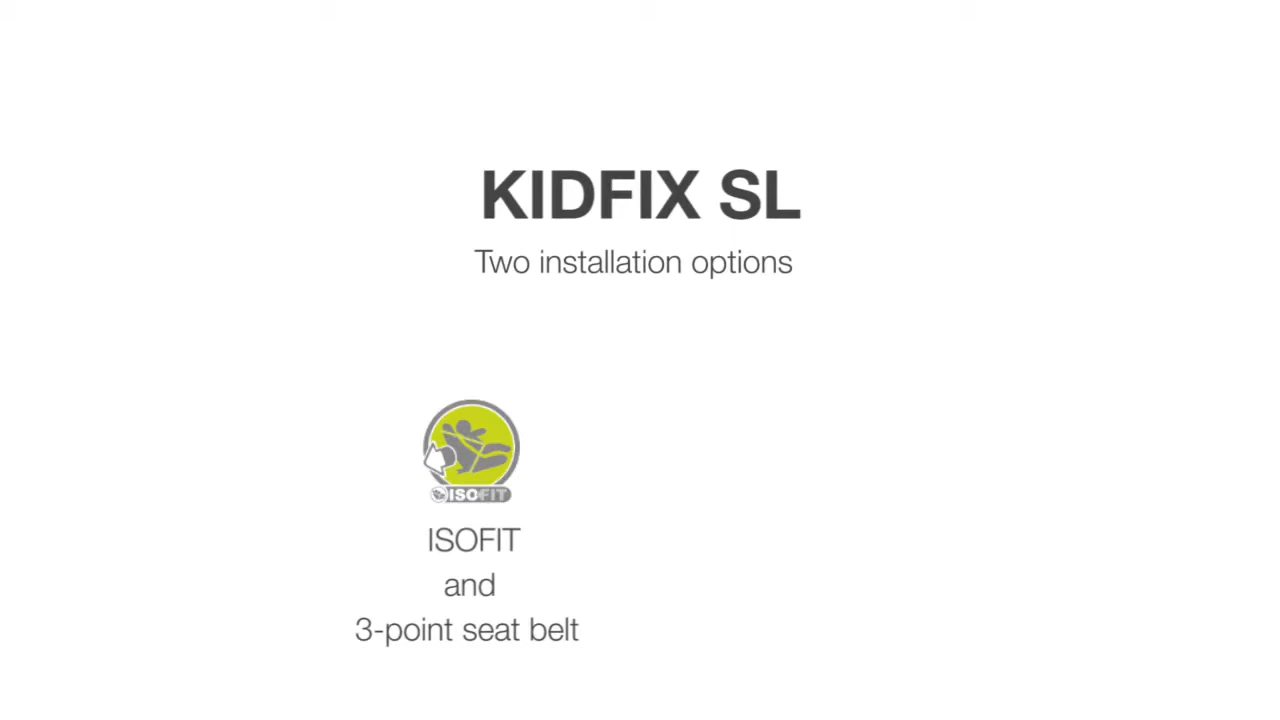 KIDFIX SL
Two installation options
ISOFIT
ISOFIT
and
3-point seat belt